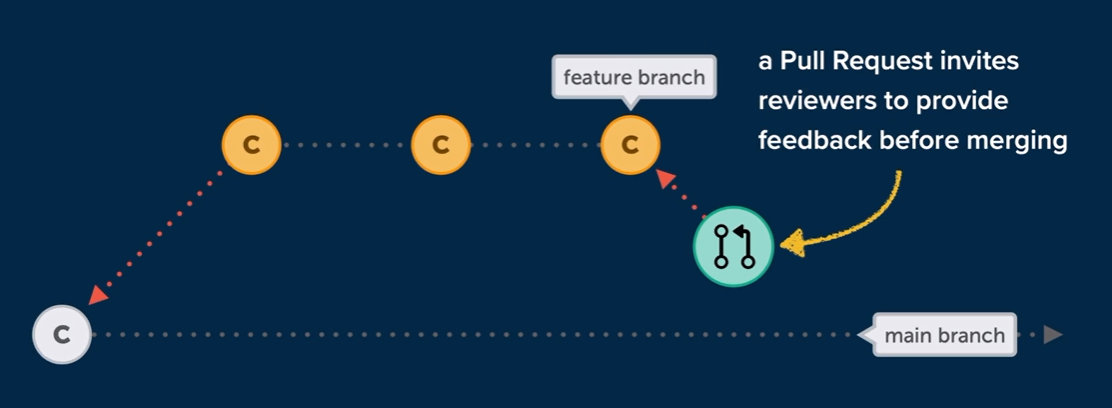 a Pull Request invites
reviewers to provide
feedback before merging
feature branch
C
C
C
C
main branch